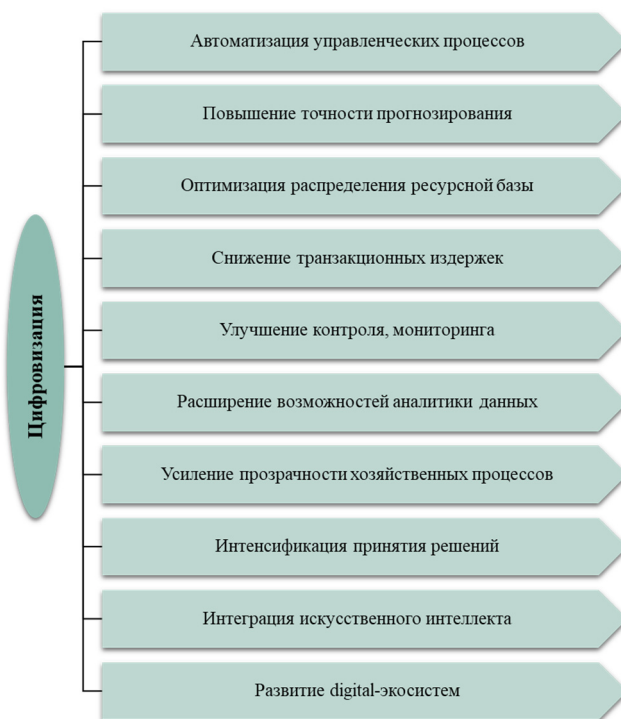 Цифровизация
Автоматизация управленческих процессов
Повышение точности прогнозирования
Оптимизация распределения ресурсной базы
Снижение транзакционных издержек
Улучшение контроля, мониторинга
Расширение возможностей аналитики данных
Усиление прозрачности хозяйственных процессов
Интенсификация принятия решений
Интеграция искусственного интеллекта
Развитие digital-экосистем